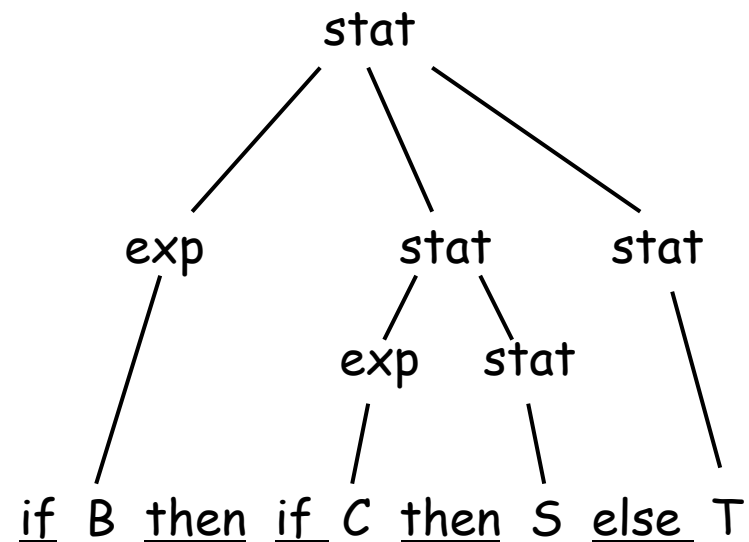 stat
exp stat stat
exp stat
if B then if C then S else T